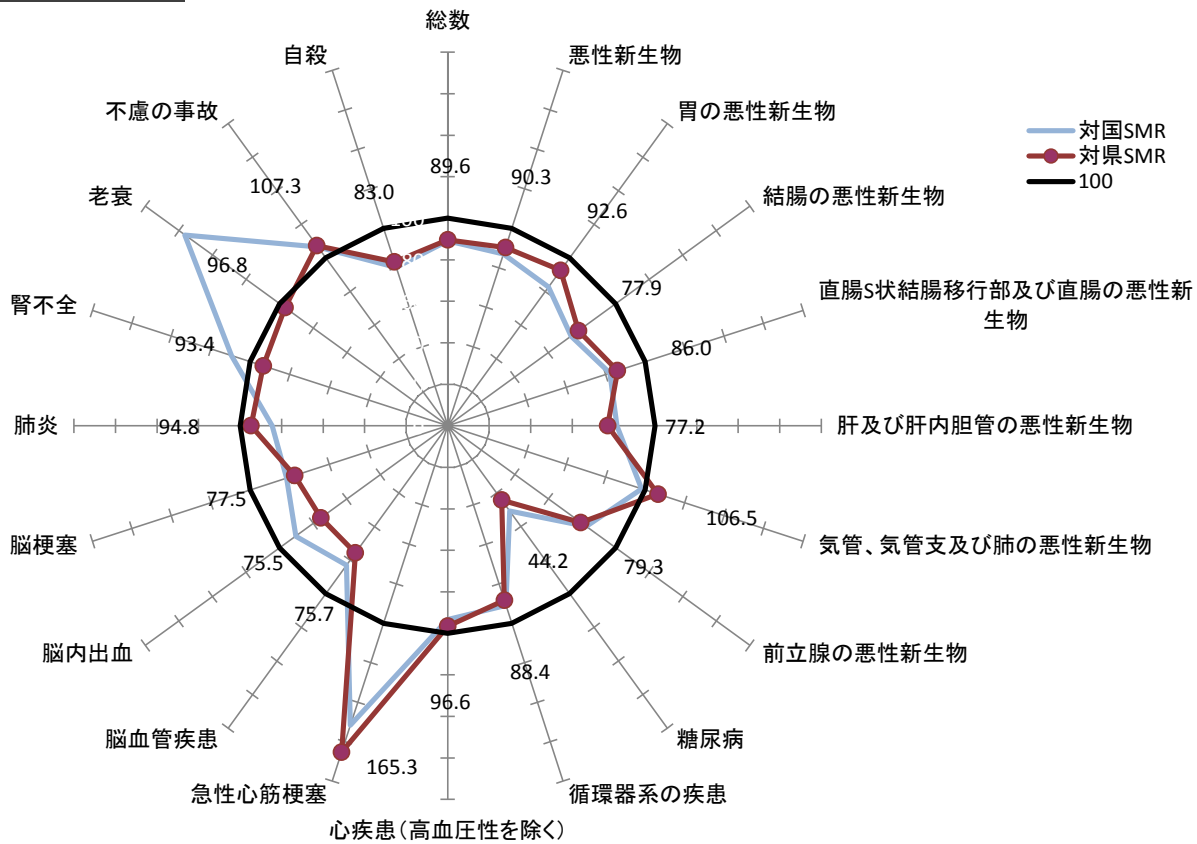 総数
89.6
悪性新生物
90.3
胃の悪性新生物
92.6
結腸の悪性新生物
77.9
直腸S状結腸移行部及び直腸の悪性新
生物
86.0
肝及び肝内胆管の悪性新生物
77.2
気管、気管支及び肺の悪性新生物
106.5
前立腺の悪性新生物
79.3
糖尿病
44.2
循環器系の疾患
88.4
心疾患(高血圧性を除く)
96.6
急性心筋梗塞
165.3
脳血管疾患
75.7
脳内出血
75.5
脳梗塞
77.5
肺炎
94.8
腎不全
93.4
老衰
96.8
不慮の事故
107.3
自殺
83.0
対国SMR
対県SMR
100